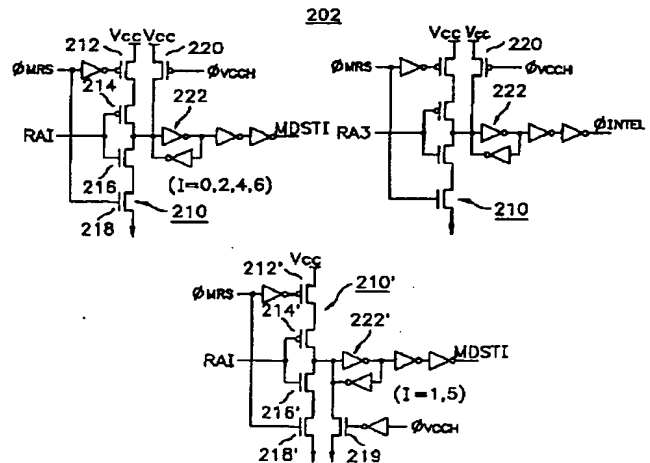 202
Vcc Vcc
212
220
ØMRS
ØVCCH
214
222
RAI
MDSTI
216
(I=0,2,4,6)
218
210
Vcc Vcc
220
ØMRS
ØVCCH
222
RA3
ØINTEL
210
Vcc
212'
210'
ØMRS
214'
222'
RAI
MDSTI
(I=1,5)
216'
218'
219
ØVCCH